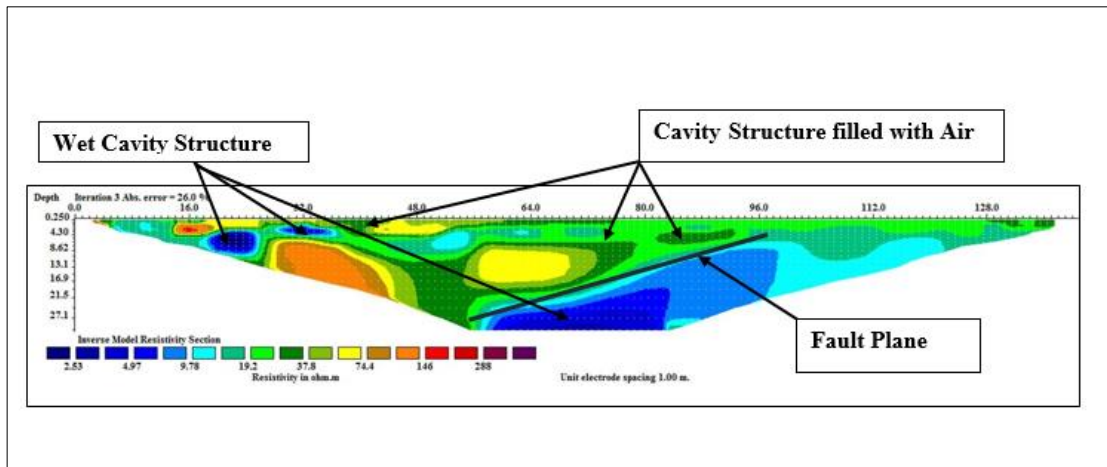 Wet Cavity Structure
Cavity Structure filled with Air
Depth Iteration 3 Abs. error = 26.0 %
0.0 16.0 48.0 64.0 80.0 96.0 112.0 128.0
0.250
4.30
8.62
13.1
16.9
21.5
27.1
Fault Plane
Inverse Model Resistivity Section
2.53 4.97 9.78 19.2 37.8 74.4 146 288
Resistivity in ohm.m Unit electrode spacing 1.00 m.